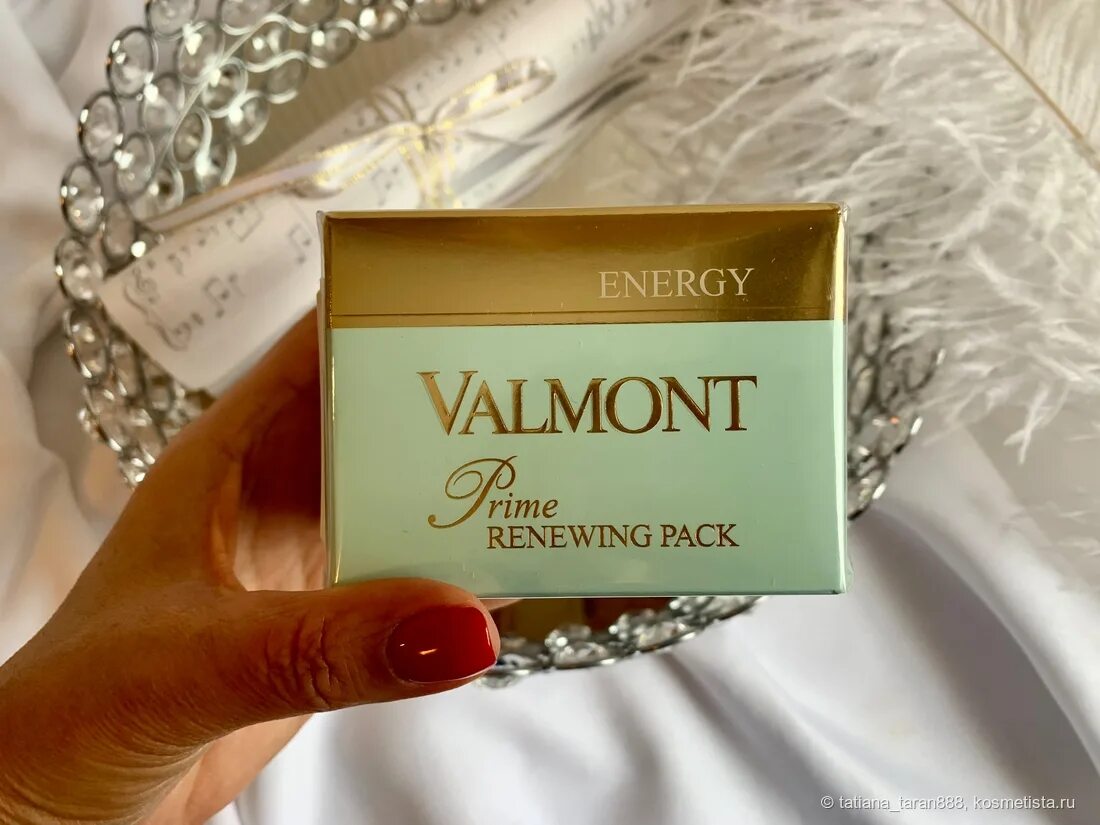 ENERGY
VALMONT
Prime
RENEWING PACK
© tatiana_taran888, kosmetista.ru